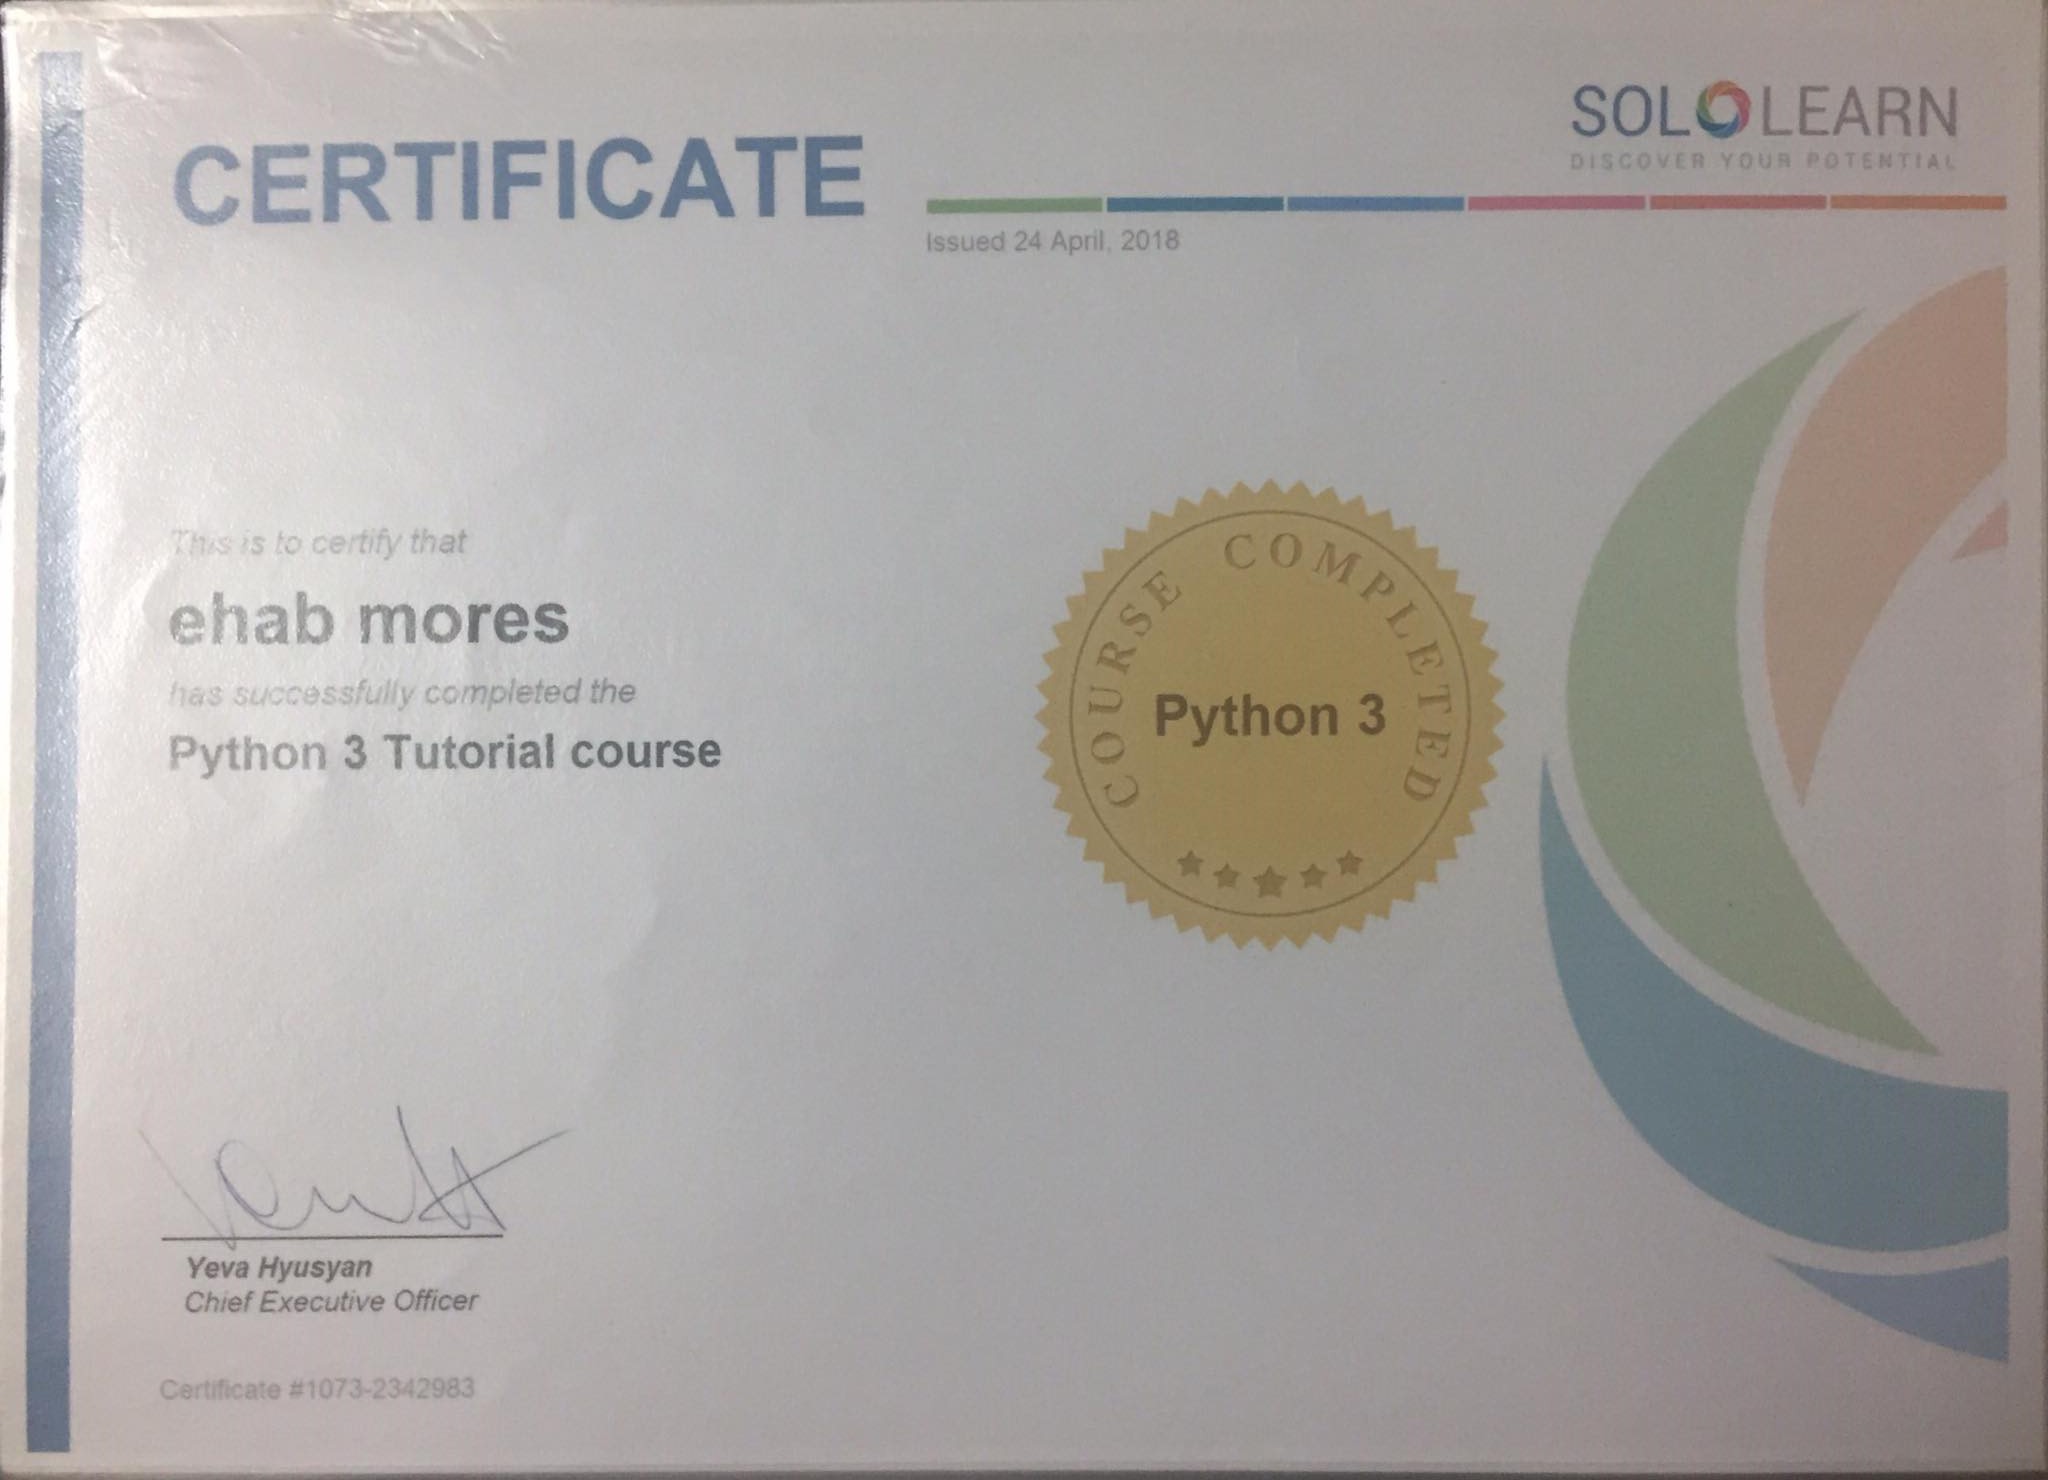 CERTIFICATE
SOLOLEARN
DISCOVER YOUR POTENTIAL
Issued 24 April, 2018
This is to certify that
ehab mores
has successfully completed the
Python 3 Tutorial course
COURSE COMPLETED
Python 3
Yeva Hyusyan
Chief Executive Officer
Certificate #1073-2342983